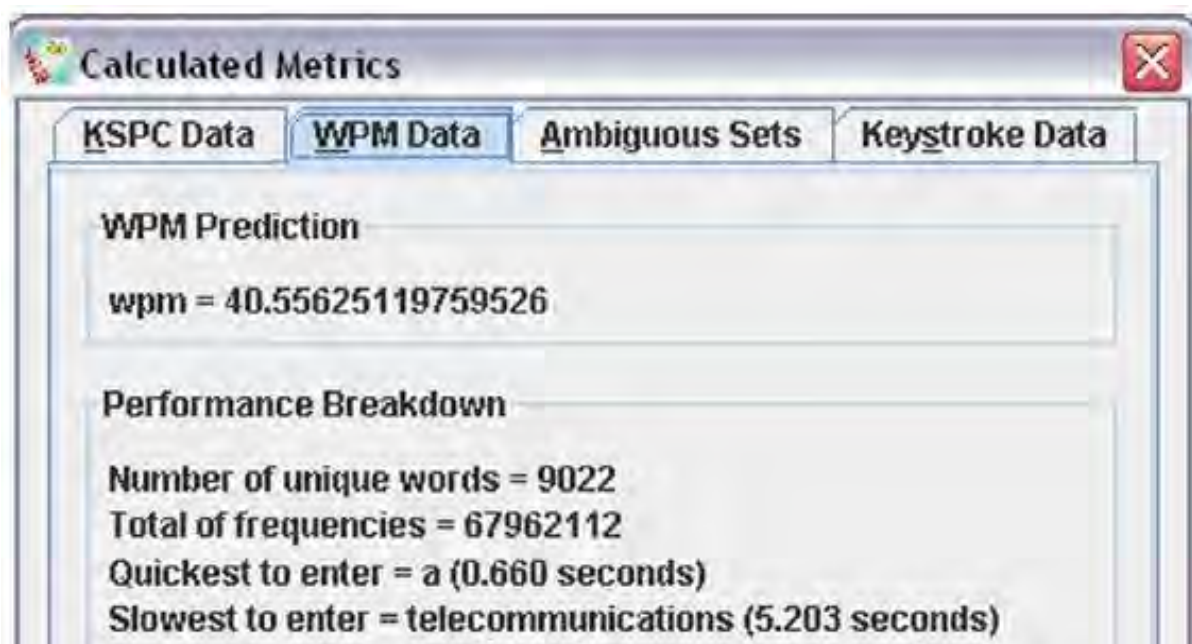 Calculated Metrics
KSPC Data WPM Data Ambiguous Sets Keystroke Data
WPM Prediction
wpm = 40.55625119759526
Performance Breakdown
Number of unique words = 9022
Total of frequencies = 67962112
Quickest to enter = a (0.660 seconds)
Slowest to enter = telecommunications (5.203 seconds)